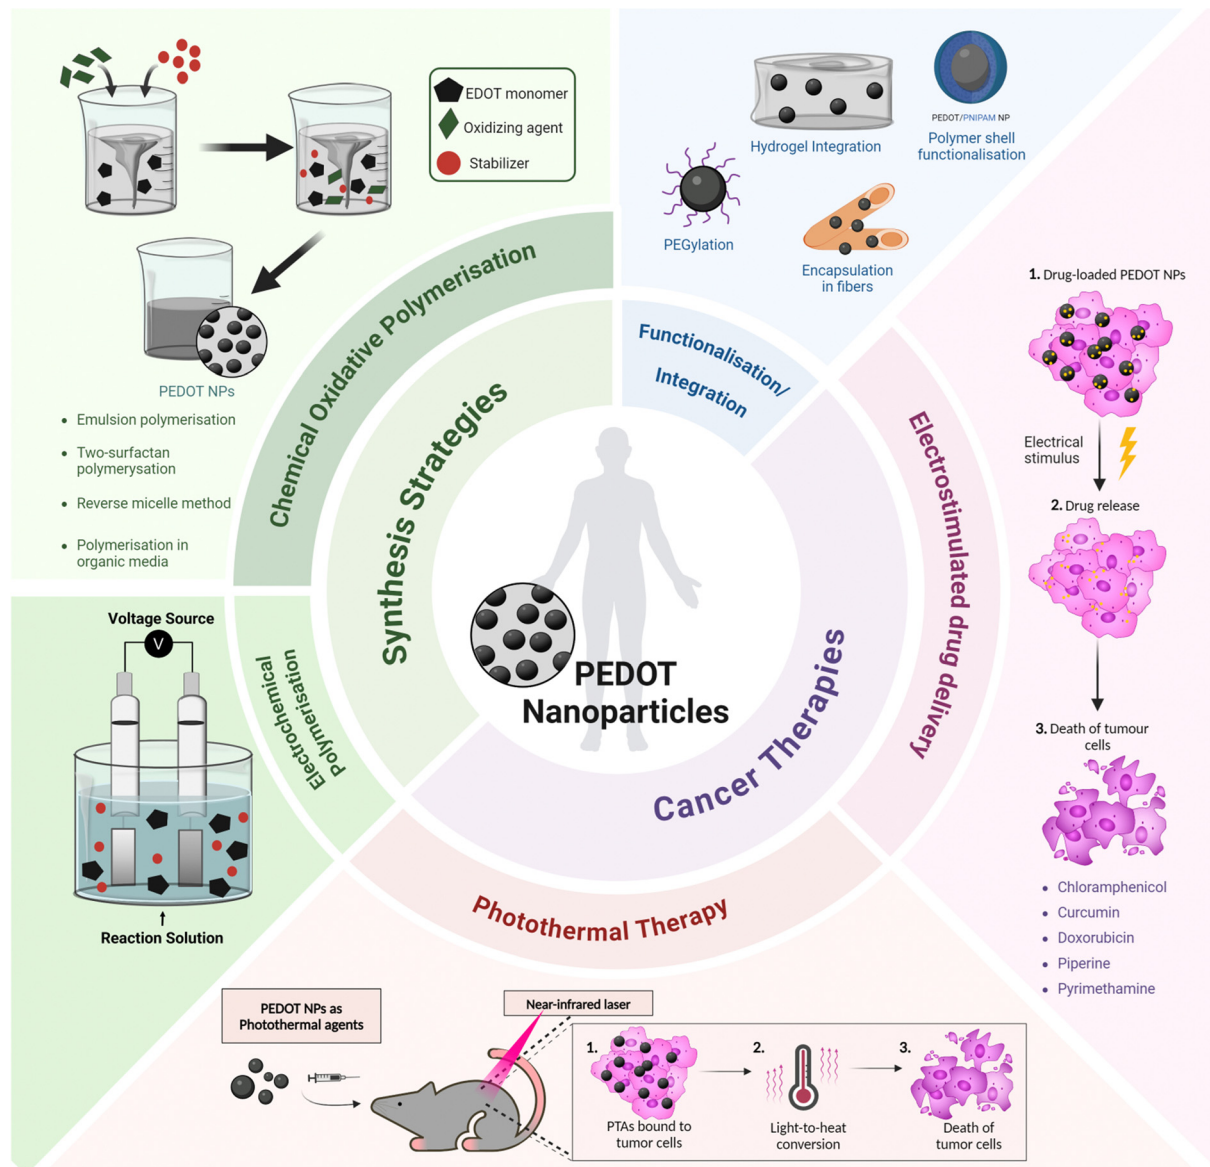 EDOT monomer
Oxidizing agent
Stabilizer
PEDOT NPs
• Emulsion polymerisation
• Two-surfactan
polymerysation
• Reverse micelle method
• Polymerisation in
organic media
Chemical Oxidative Polymerisation
Synthesis Strategies
Electrochemical
Polymerisation
Voltage Source
V
Reaction Solution
Hydrogel Integration
PEDOT/PNIPAM NP
Polymer shell
functionalisation
PEGylation
Encapsulation
in fibers
Functionalisation/
Integration
PEDOT
Nanoparticles
Cancer Therapies
Electrostimulated drug delivery
1. Drug-loaded PEDOT NPs
Electrical
stimulus
2. Drug release
3. Death of tumour
cells
• Chloramphenicol
• Curcumin
• Doxorubicin
• Piperine
• Pyrimethamine
Photothermal Therapy
PEDOT NPs as
Photothermal agents
Near-infrared laser
1.
PTAs bound to
tumor cells
2.
Light-to-heat
conversion
3.
Death of
tumor cells